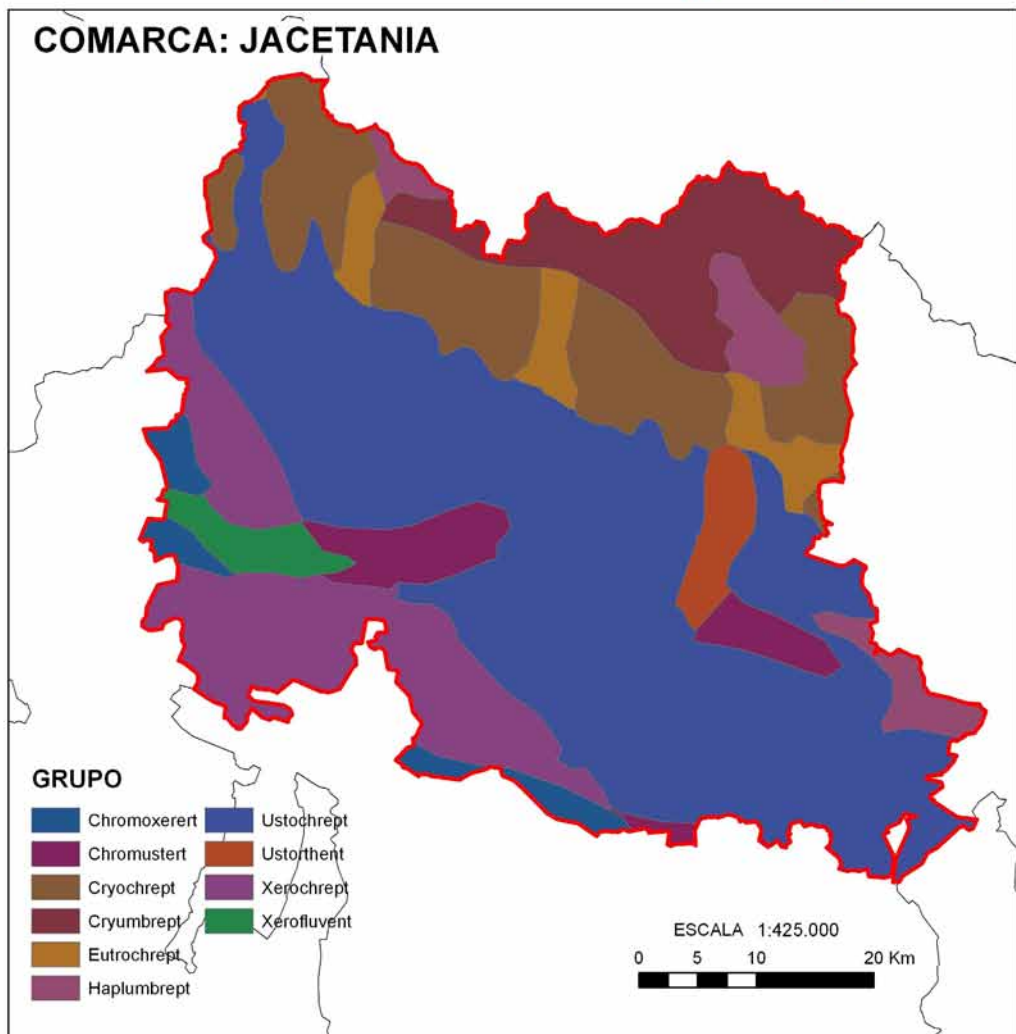 COMARCA: JACETANIA
GRUPO
Chromoxerert
Chromustert
Cryochrept
Cryumbrept
Eutrochrept
Haplumbrept
Ustochrept
Ustorthent
Xerochrept
Xerofluvent
ESCALA 1:425.000
0 5 10 20 Km